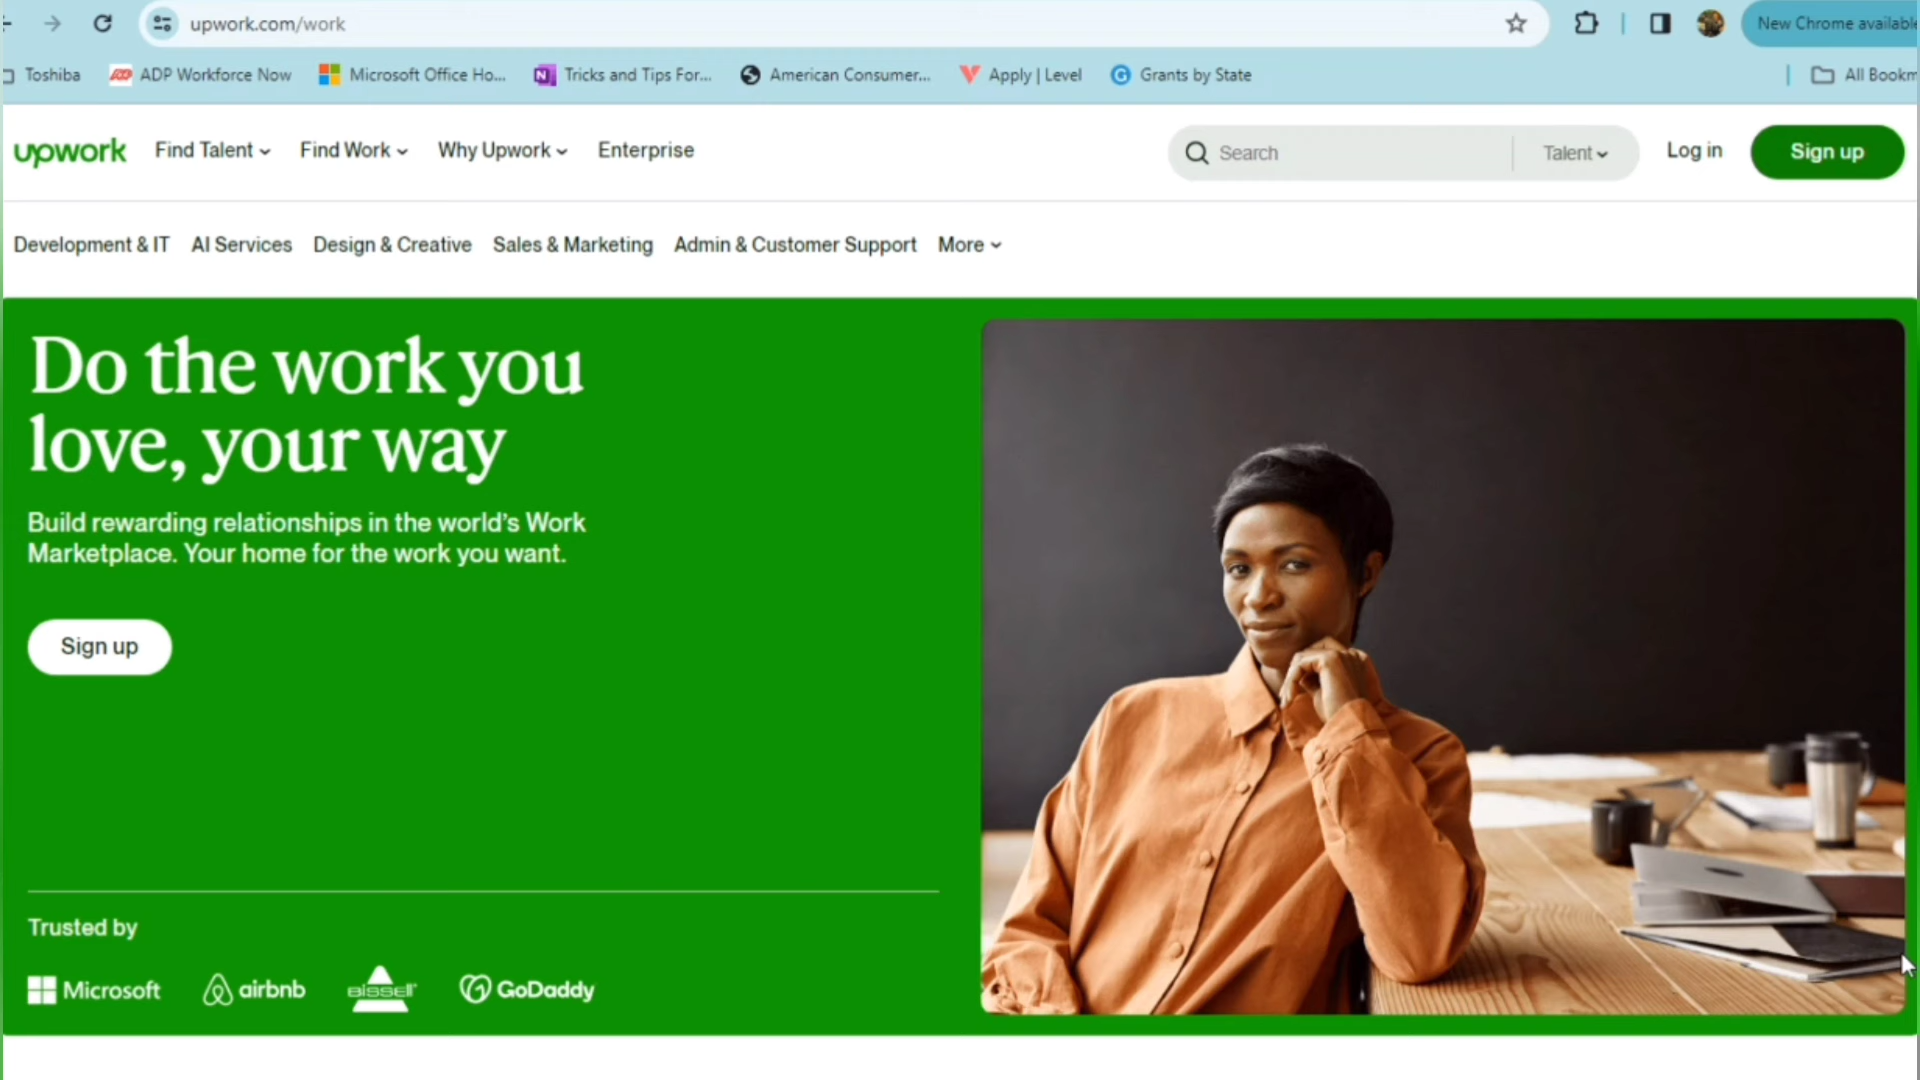 upwork.com/work
New Chrome available
Toshiba
ADP Workforce Now
Microsoft Office Ho...
Tricks and Tips For...
American Consumer...
Apply | Level
Grants by State
All Bookm
upwork
Find Talent
Find Work
Why Upwork
Enterprise
Search
Talent
Log in
Sign up
Development & IT
AI Services
Design & Creative
Sales & Marketing
Admin & Customer Support
More
Do the work you
love, your way
Build rewarding relationships in the world's Work
Marketplace. Your home for the work you want.
Sign up
Trusted by
Microsoft
airbnb
BISSELL
GoDaddy